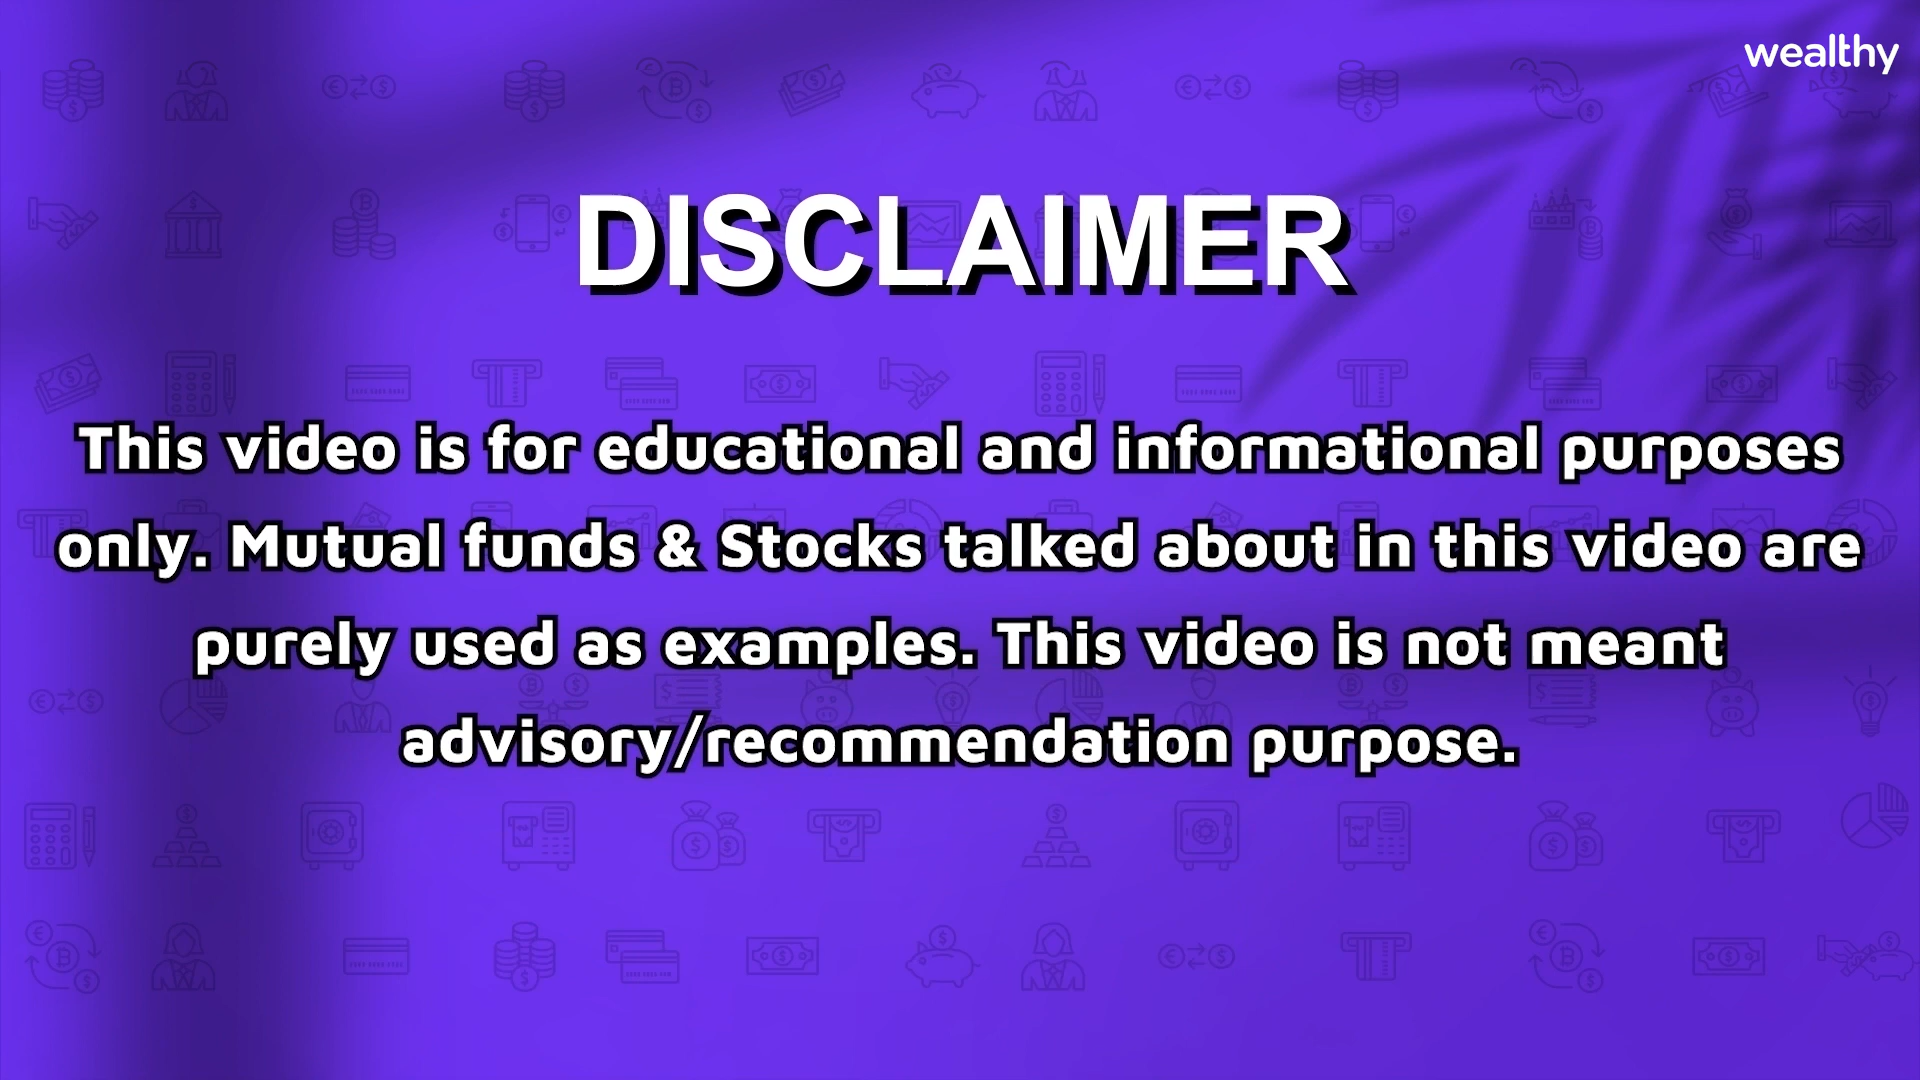 wealthy
DISCLAIMER
This video is for educational and informational purposes
only. Mutual funds & Stocks talked about in this video are
purely used as examples. This video is not meant
advisory/recommendation purpose.